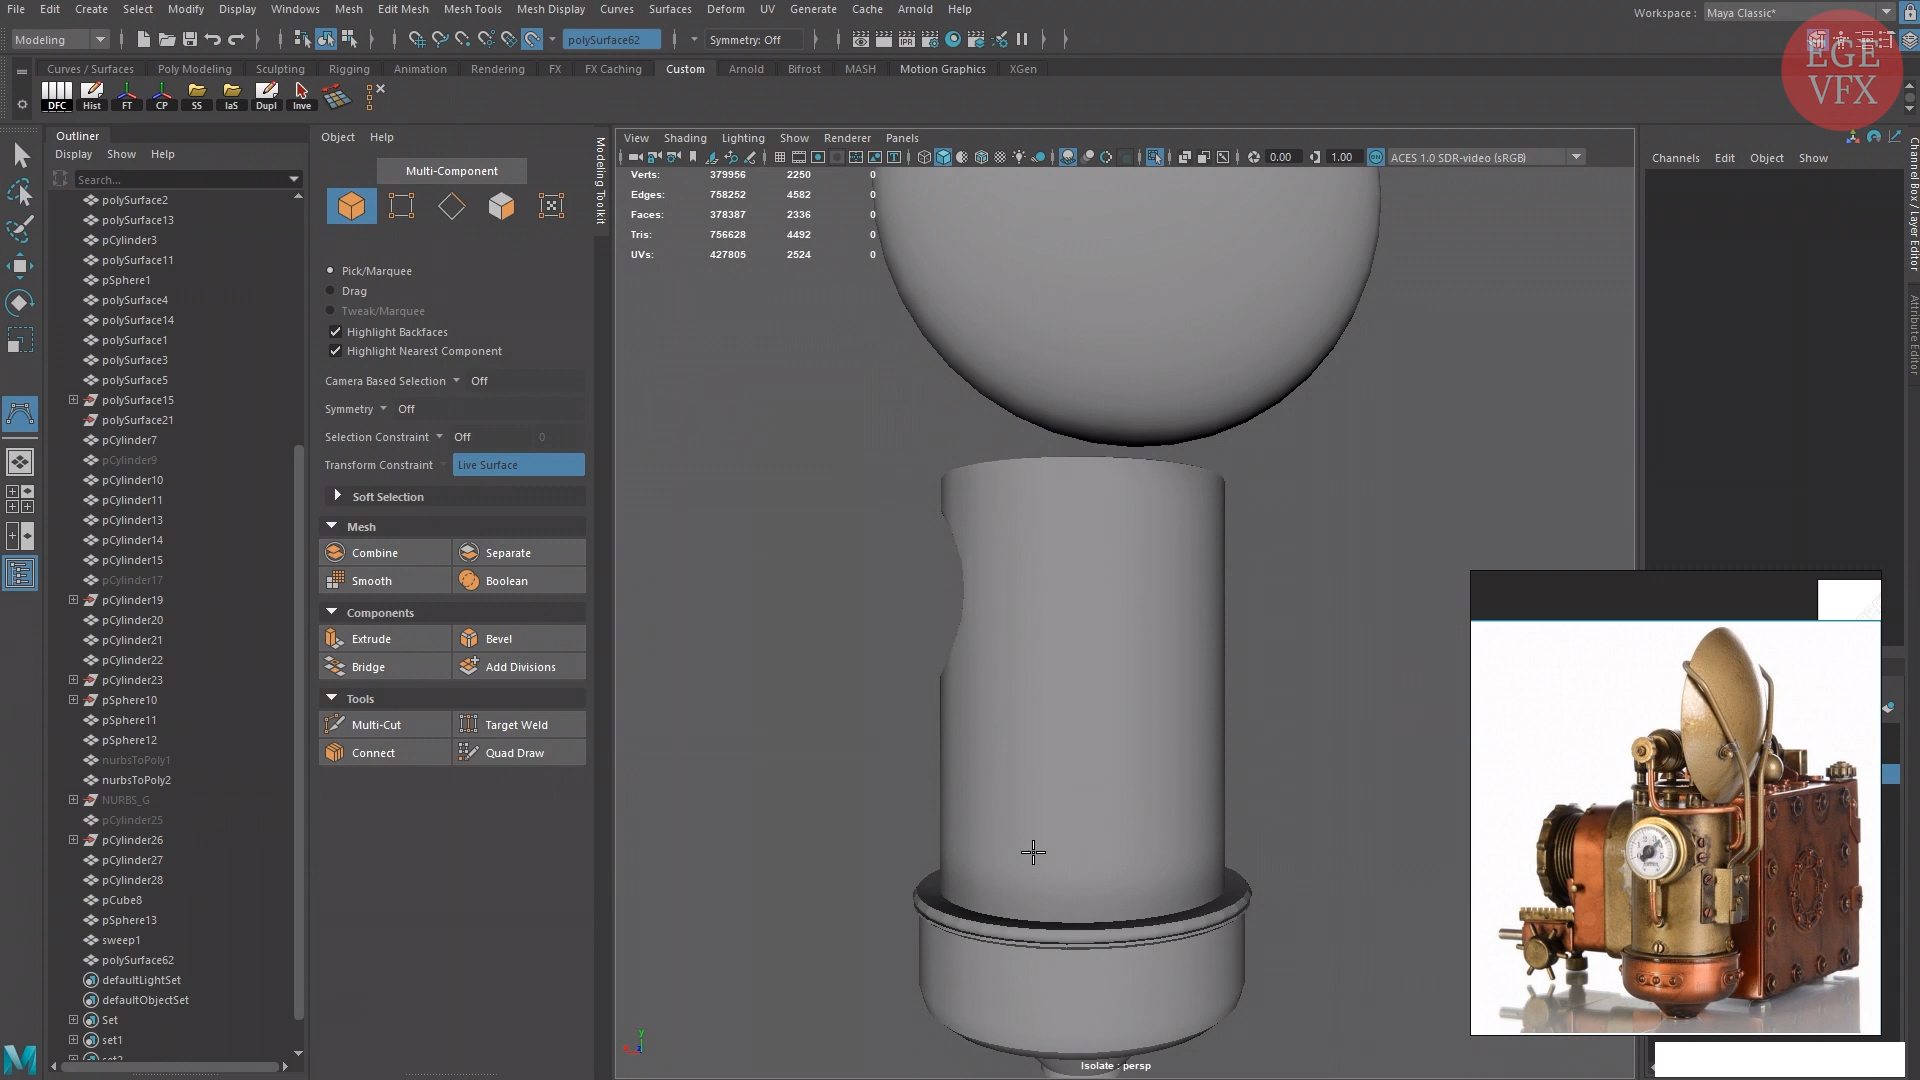 File Edit Create Select Modify Display Windows Mesh Edit Mesh Mesh Tools Mesh Display Curves Surfaces Deform UV Generate Cache Arnold Help
Workspace : Maya Classic*
Modeling polySurface62 Symmetry: Off
Curves / Surfaces Poly Modeling Sculpting Rigging Animation Rendering FX FX Caching Custom Arnold Bifrost MASH Motion Graphics XGen
EGE
VFX
DFC Hist FT CP SS IaS Dupl Inve
Outliner
Display Show Help
Search...
polySurface2
polySurface13
pCylinder3
polySurface11
pSphere1
polySurface4
polySurface14
polySurface1
polySurface3
polySurface5
polySurface15
polySurface21
pCylinder7
pCylinder9
pCylinder10
pCylinder11
pCylinder13
pCylinder14
pCylinder15
pCylinder17
pCylinder19
pCylinder20
pCylinder21
pCylinder22
pCylinder23
pSphere10
pSphere11
pSphere12
nurbsToPoly1
nurbsToPoly2
NURBS_G
pCylinder25
pCylinder26
pCylinder27
pCylinder28
pCube8
pSphere13
sweep1
polySurface62
defaultLightSet
defaultObjectSet
Set
set1
set2
Object Help
Multi-Component
Pick/Marquee
Drag
Tweak/Marquee
Highlight Backfaces
Highlight Nearest Component
Camera Based Selection Off
Symmetry Off
Selection Constraint Off 0
Transform Constraint Live Surface
Soft Selection
Mesh
Combine Separate
Smooth Boolean
Components
Extrude Bevel
Bridge Add Divisions
Tools
Multi-Cut Target Weld
Connect Quad Draw
Modeling Toolkit
View Shading Lighting Show Renderer Panels
0.00 1.00 ON ACES 1.0 SDR-video (sRGB)
Verts: 379956 2250 0
Edges: 758252 4582 0
Faces: 378387 2336 0
Tris: 756628 4492 0
UVs: 427805 2524 0
y
Isolate : persp
Channels Edit Object Show
Channel Box / Layer Editor
Attribute Editor